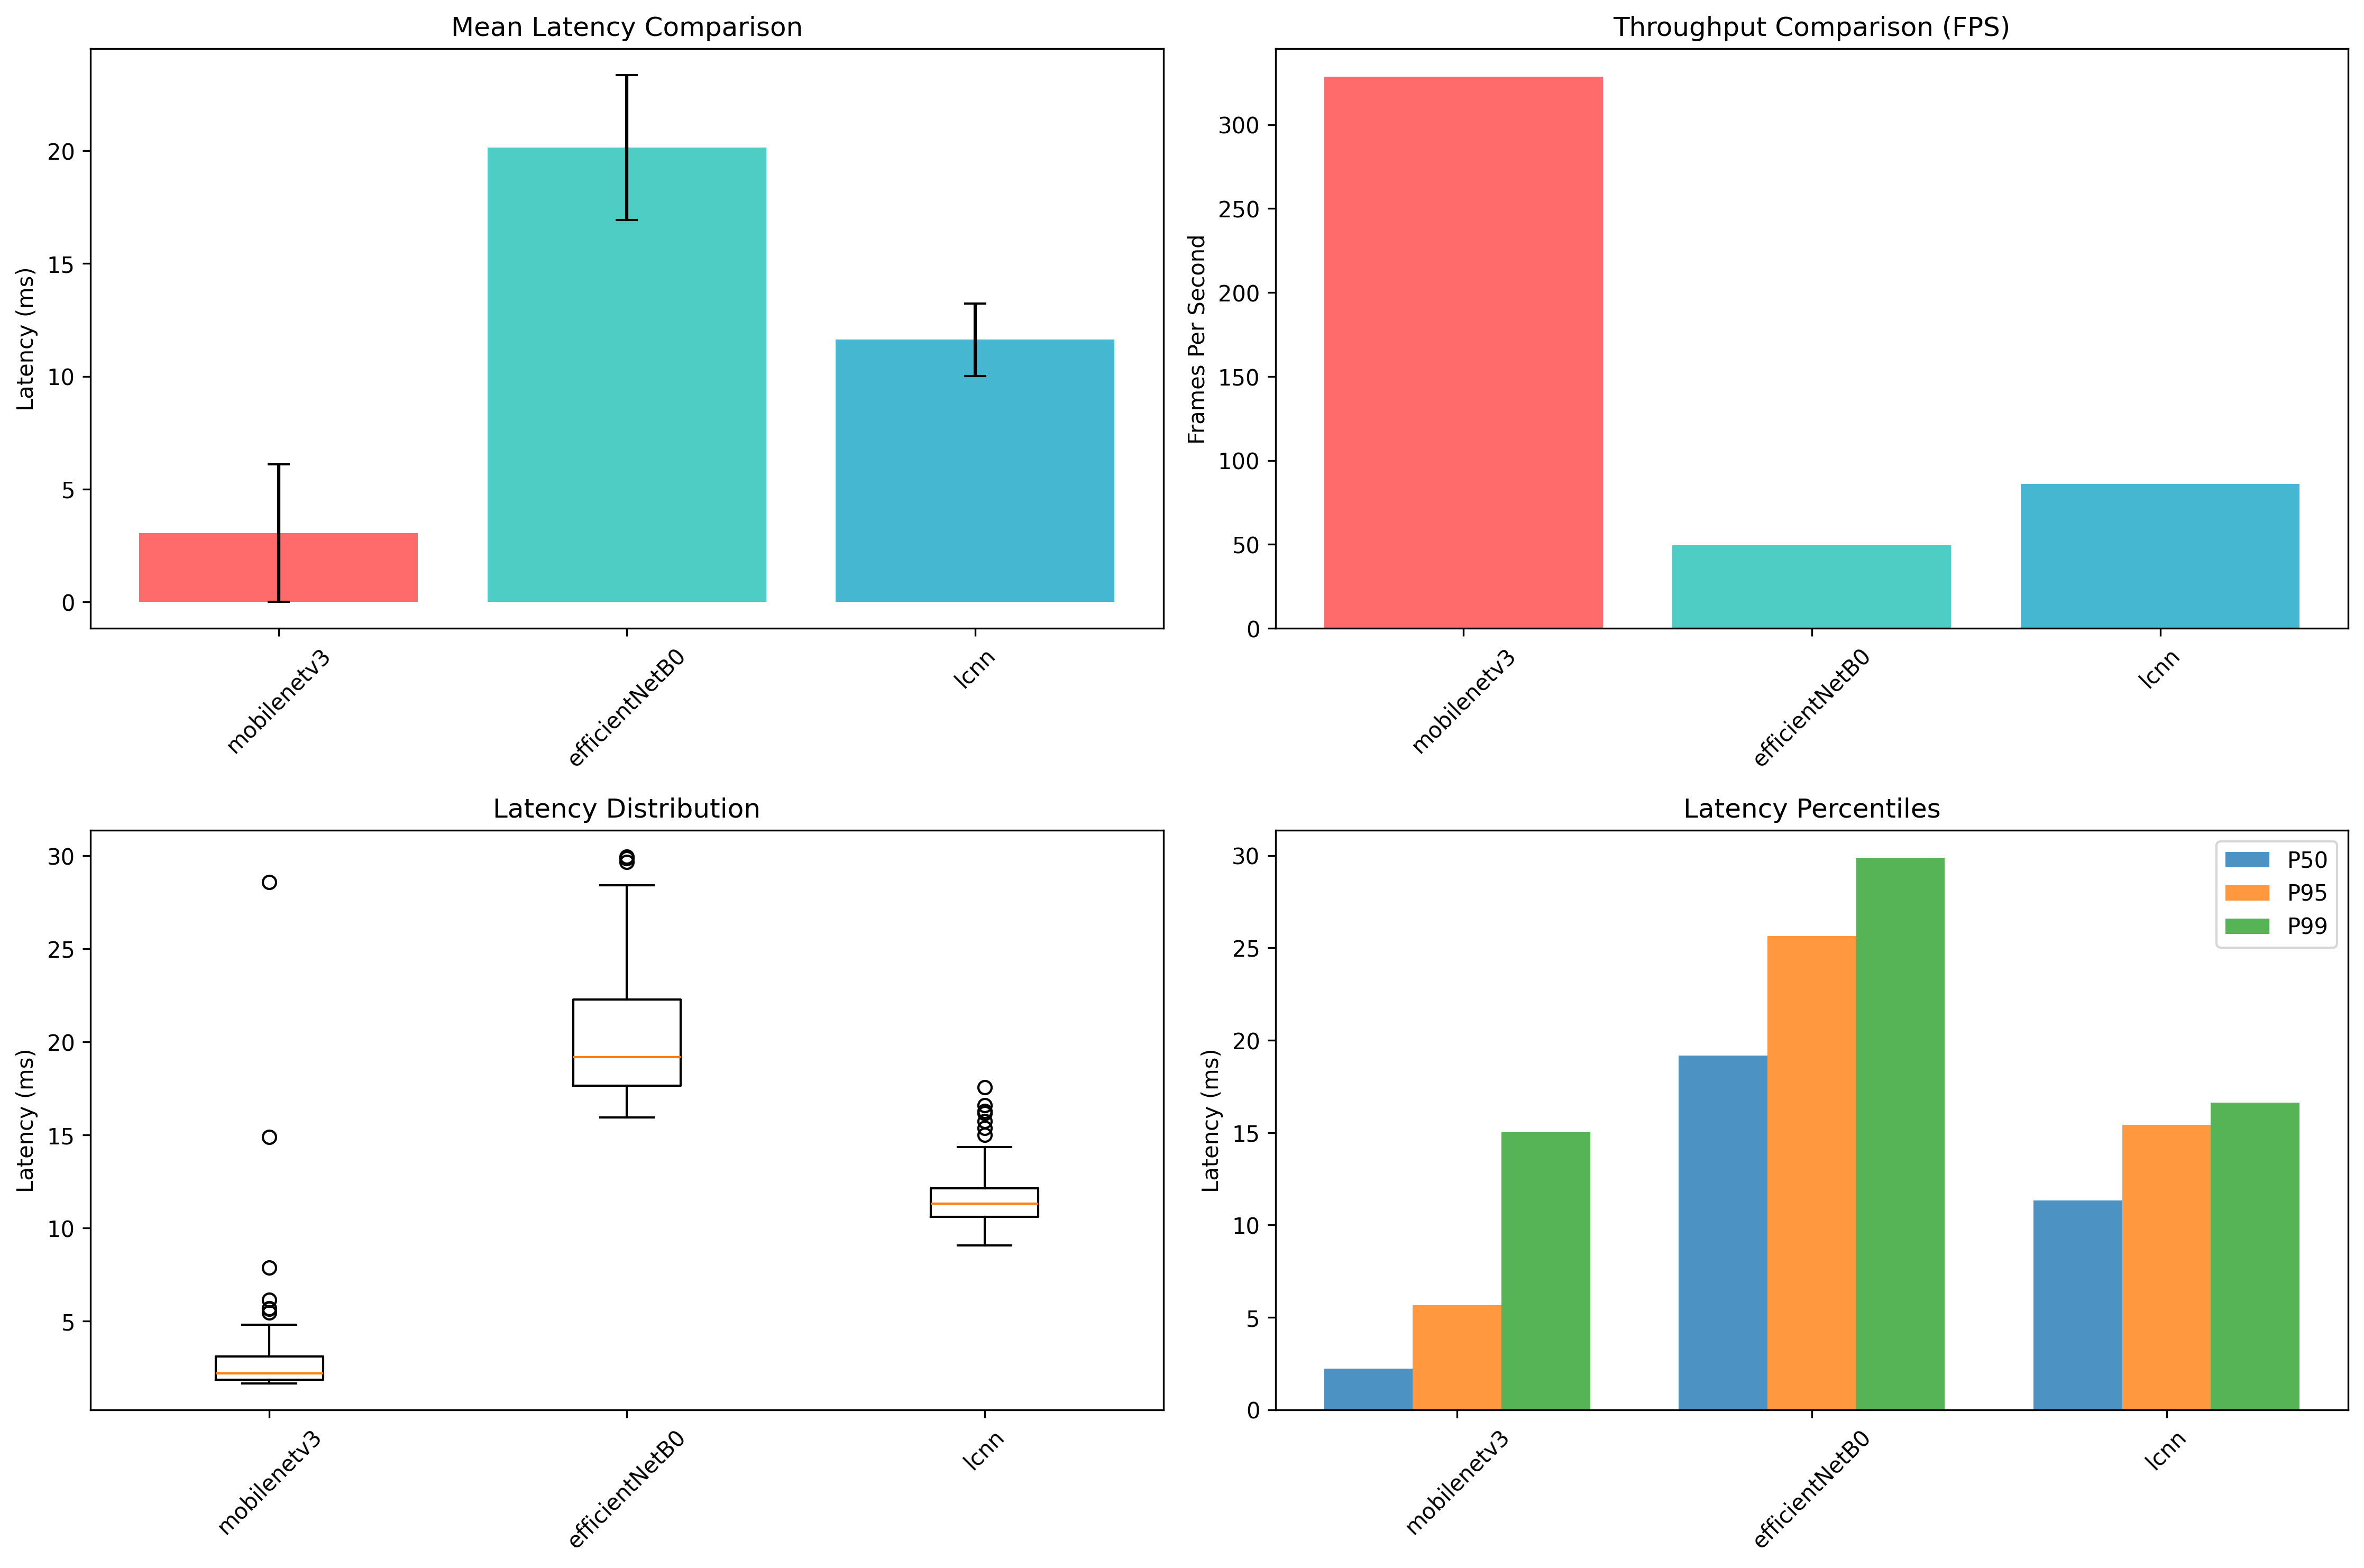 Mean Latency Comparison
Latency (ms)
20
15
10
5
0
mobilenetv3
efficientNetB0
lcnn
Throughput Comparison (FPS)
Frames Per Second
300
250
200
150
100
50
0
mobilenetv3
efficientNetB0
lcnn
Latency Distribution
Latency (ms)
30
25
20
15
10
5
mobilenetv3
efficientNetB0
lcnn
Latency Percentiles
Latency (ms)
30
25
20
15
10
5
0
P50
P95
P99
mobilenetv3
efficientNetB0
lcnn